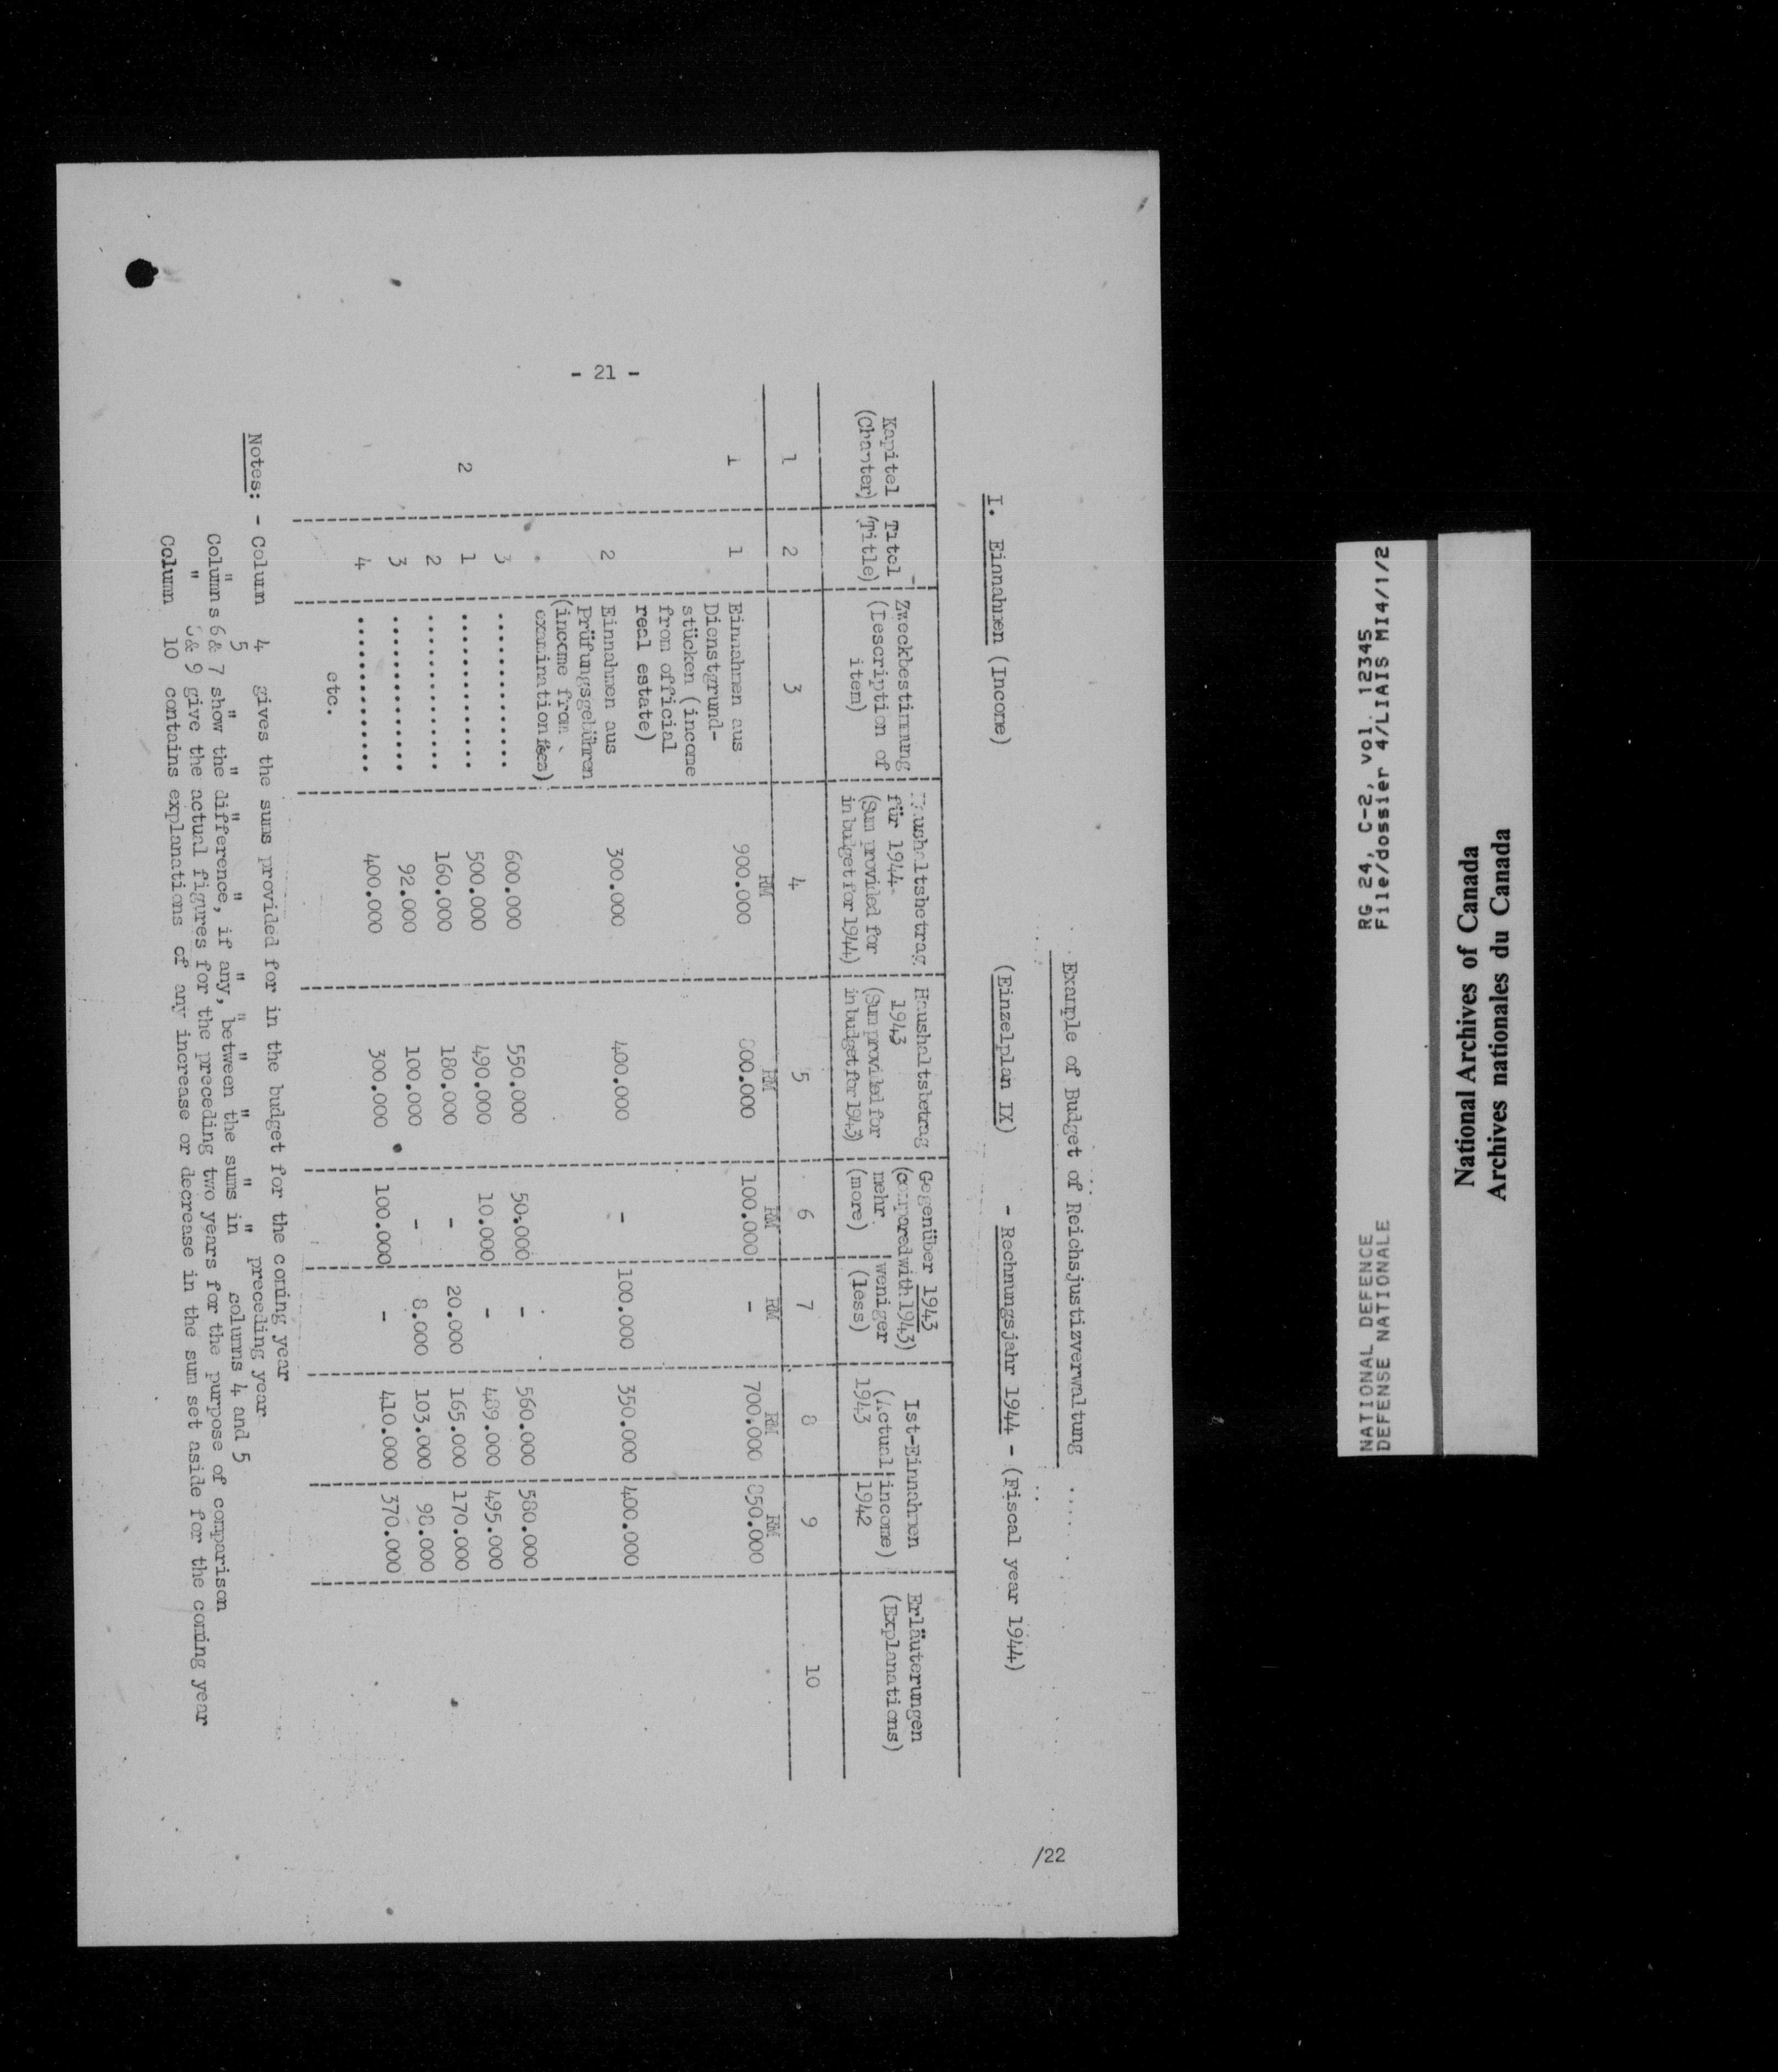 - 21 -
Example of Budget of Reichsjustizverwaltung
I. Einnahmen (Income) (Einzelplan IX) - Rechnungsjahr 1944 - (Fiscal year 1944)
Kapitel Titel Zweckbestimmung Haushaltsbetrag Haushaltsbetrag Gegenüber 1943 Ist-Einnahmen Erläuterungen
(Chapter) (Title) (Description of für 1944 1943 (compared with 1943) (Actual income) (Explanations)
item) (Sum provided for (Sum provided for mehr weniger 1943 1942
in budget for 1944) in budget for 1943) (more) (less)
1 2 3 4 5 6 7 8 9 10
RM RM RM RM RM RM
1 1 Einnahmen aus 900.000 800.000 100.000 - 700.000 850.000
Dienstgrund-
stücken (income
from official
real estate)
2 Einnahmen aus 300.000 400.000 - 100.000 350.000 400.000
Prüfungsgebühren
(income from
examination fees)
3 ............... 600.000 550.000 50.000 - 560.000 580.000
2 1 ............... 500.000 490.000 10.000 - 489.000 495.000
2 ............... 160.000 180.000 - 20.000 165.000 170.000
3 ............... 92.000 100.000 - 8.000 103.000 98.000
4 ............... 400.000 300.000 100.000 - 410.000 370.000
etc.
Notes: - Column 4 gives the sums provided for in the budget for the coming year
" 5 " " " " " " " " " preceding year
Columns 6 & 7 show the difference, if any, between the sums in columns 4 and 5
" 8 & 9 give the actual figures for the preceding two years for the purpose of comparison
Column 10 contains explanations of any increase or decrease in the sum set aside for the coming year
/22
RG 24, C-2, vol. 12345
File/dossier 4/LIAIS MI4/1/2
NATIONAL DEFENCE
DEFENSE NATIONALE
National Archives of Canada
Archives nationales du Canada